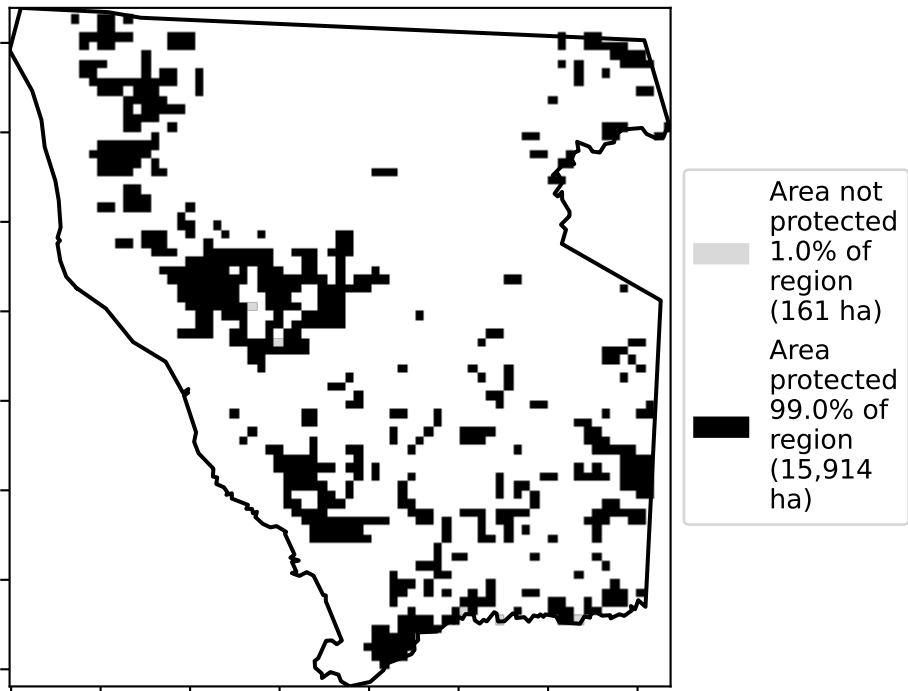 Area not
protected
1.0% of
region
(161 ha)
Area
protected
99.0% of
region
(15,914
ha)